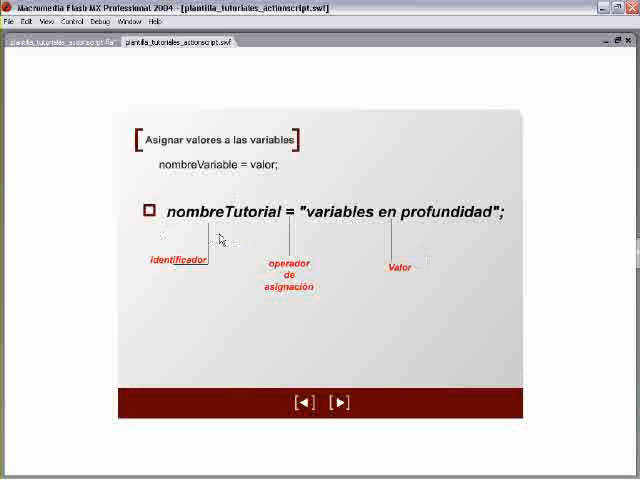 Macromedia Flash MX Professional 2004 - [plantilla_tutoriales_actionscript.swf]
File Edit View Control Debug Window Help
plantilla_tutoriales_actionscript.fla* plantilla_tutoriales_actionscript.swf
Asignar valores a las variables
nombreVariable = valor;
nombreTutorial = "variables en profundidad";
identificador
operador
de
asignación
Valor